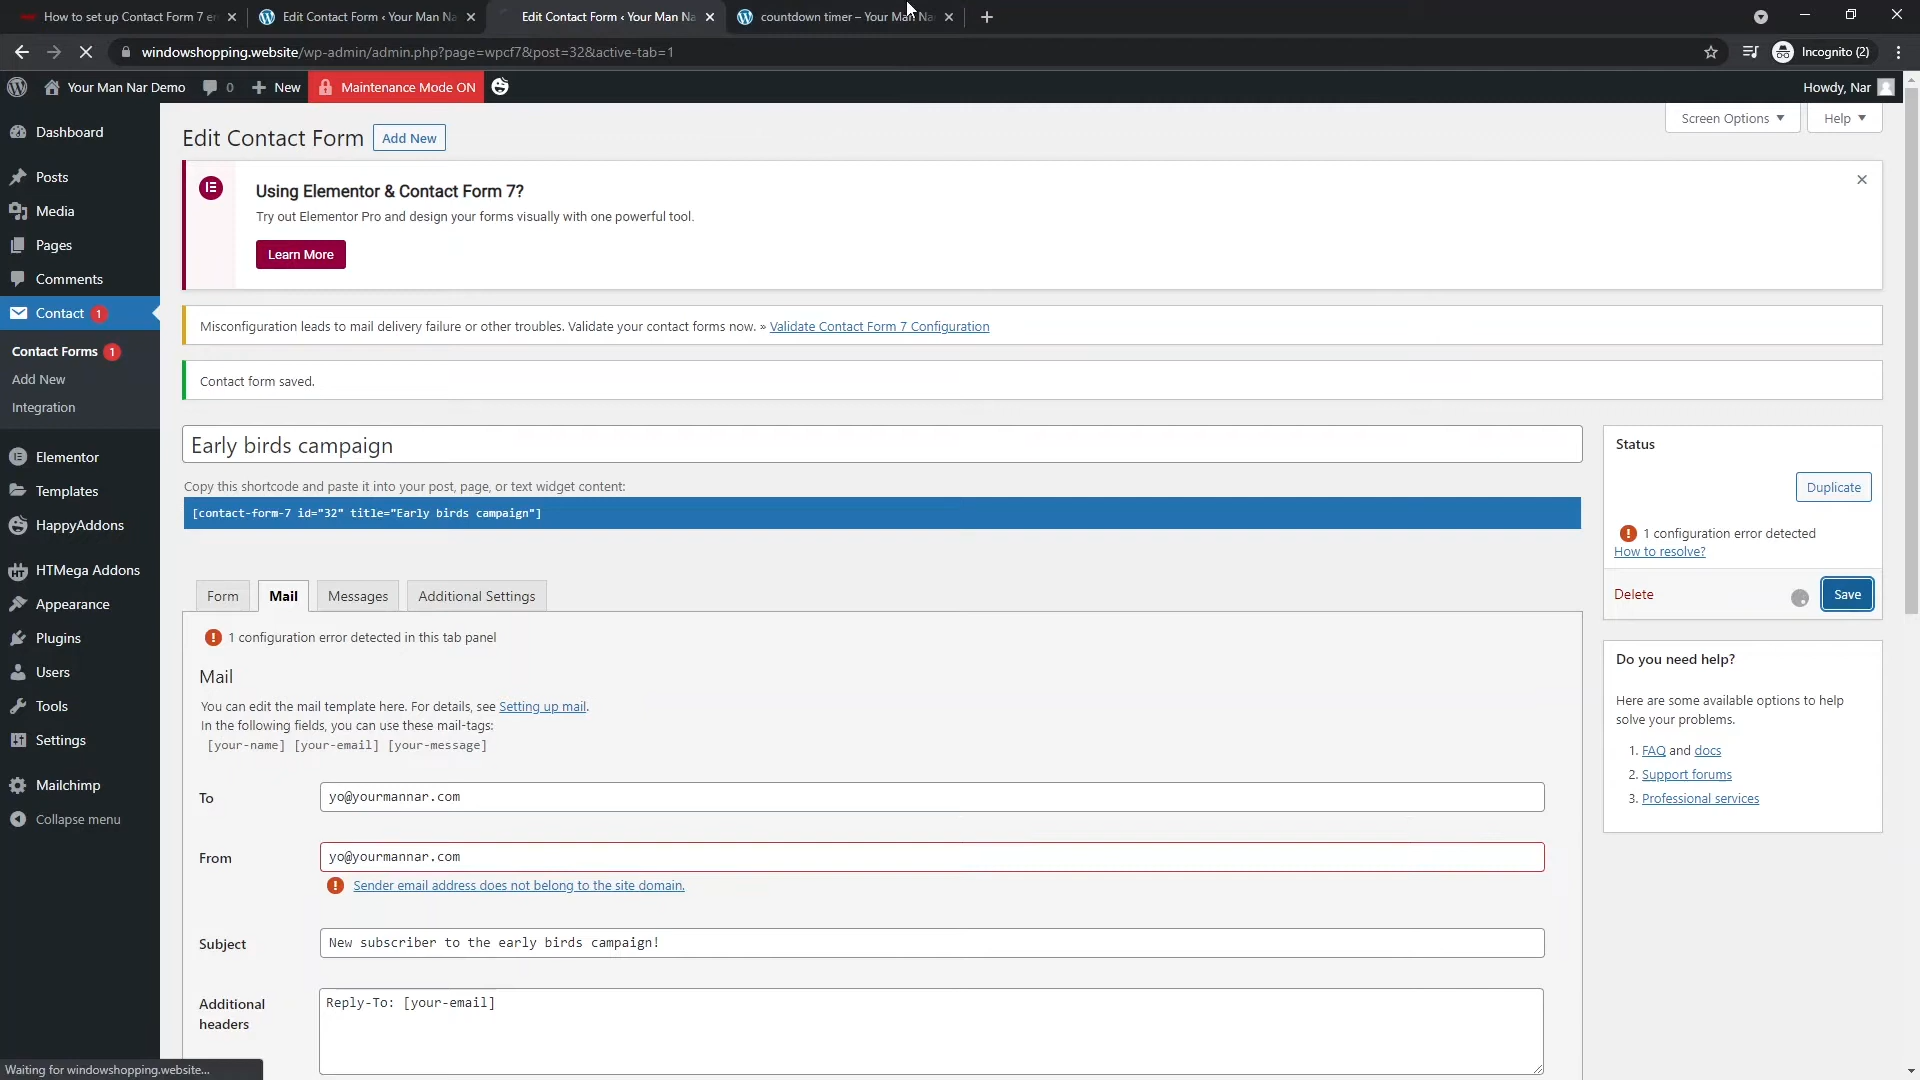 How to set up Contact Form 7 e
Edit Contact Form ‹ Your Man Na
Edit Contact Form ‹ Your Man Na
countdown timer – Your Man Na
windowshopping.website/wp-admin/admin.php?page=wpcf7&post=32&active-tab=1
Incognito (2)
Your Man Nar Demo
0
New
Maintenance Mode ON
Howdy, Nar
Screen Options
Help
Dashboard
Posts
Media
Pages
Comments
Contact 1
Contact Forms 1
Add New
Integration
Elementor
Templates
HappyAddons
HTMega Addons
Appearance
Plugins
Users
Tools
Settings
Mailchimp
Collapse menu
Edit Contact Form
Add New
Using Elementor & Contact Form 7?
Try out Elementor Pro and design your forms visually with one powerful tool.
Learn More
Misconfiguration leads to mail delivery failure or other troubles. Validate your contact forms now. » Validate Contact Form 7 Configuration
Contact form saved.
Early birds campaign
Copy this shortcode and paste it into your post, page, or text widget content:
[contact-form-7 id="32" title="Early birds campaign"]
Form
Mail
Messages
Additional Settings
1 configuration error detected in this tab panel
Mail
You can edit the mail template here. For details, see Setting up mail.
In the following fields, you can use these mail-tags:
[your-name] [your-email] [your-message]
To
yo@yourmannar.com
From
yo@yourmannar.com
Sender email address does not belong to the site domain.
Subject
New subscriber to the early birds campaign!
Additional
headers
Reply-To: [your-email]
Status
Duplicate
1 configuration error detected
How to resolve?
Delete
Save
Do you need help?
Here are some available options to help
solve your problems.
1. FAQ and docs
2. Support forums
3. Professional services
Waiting for windowshopping.website...